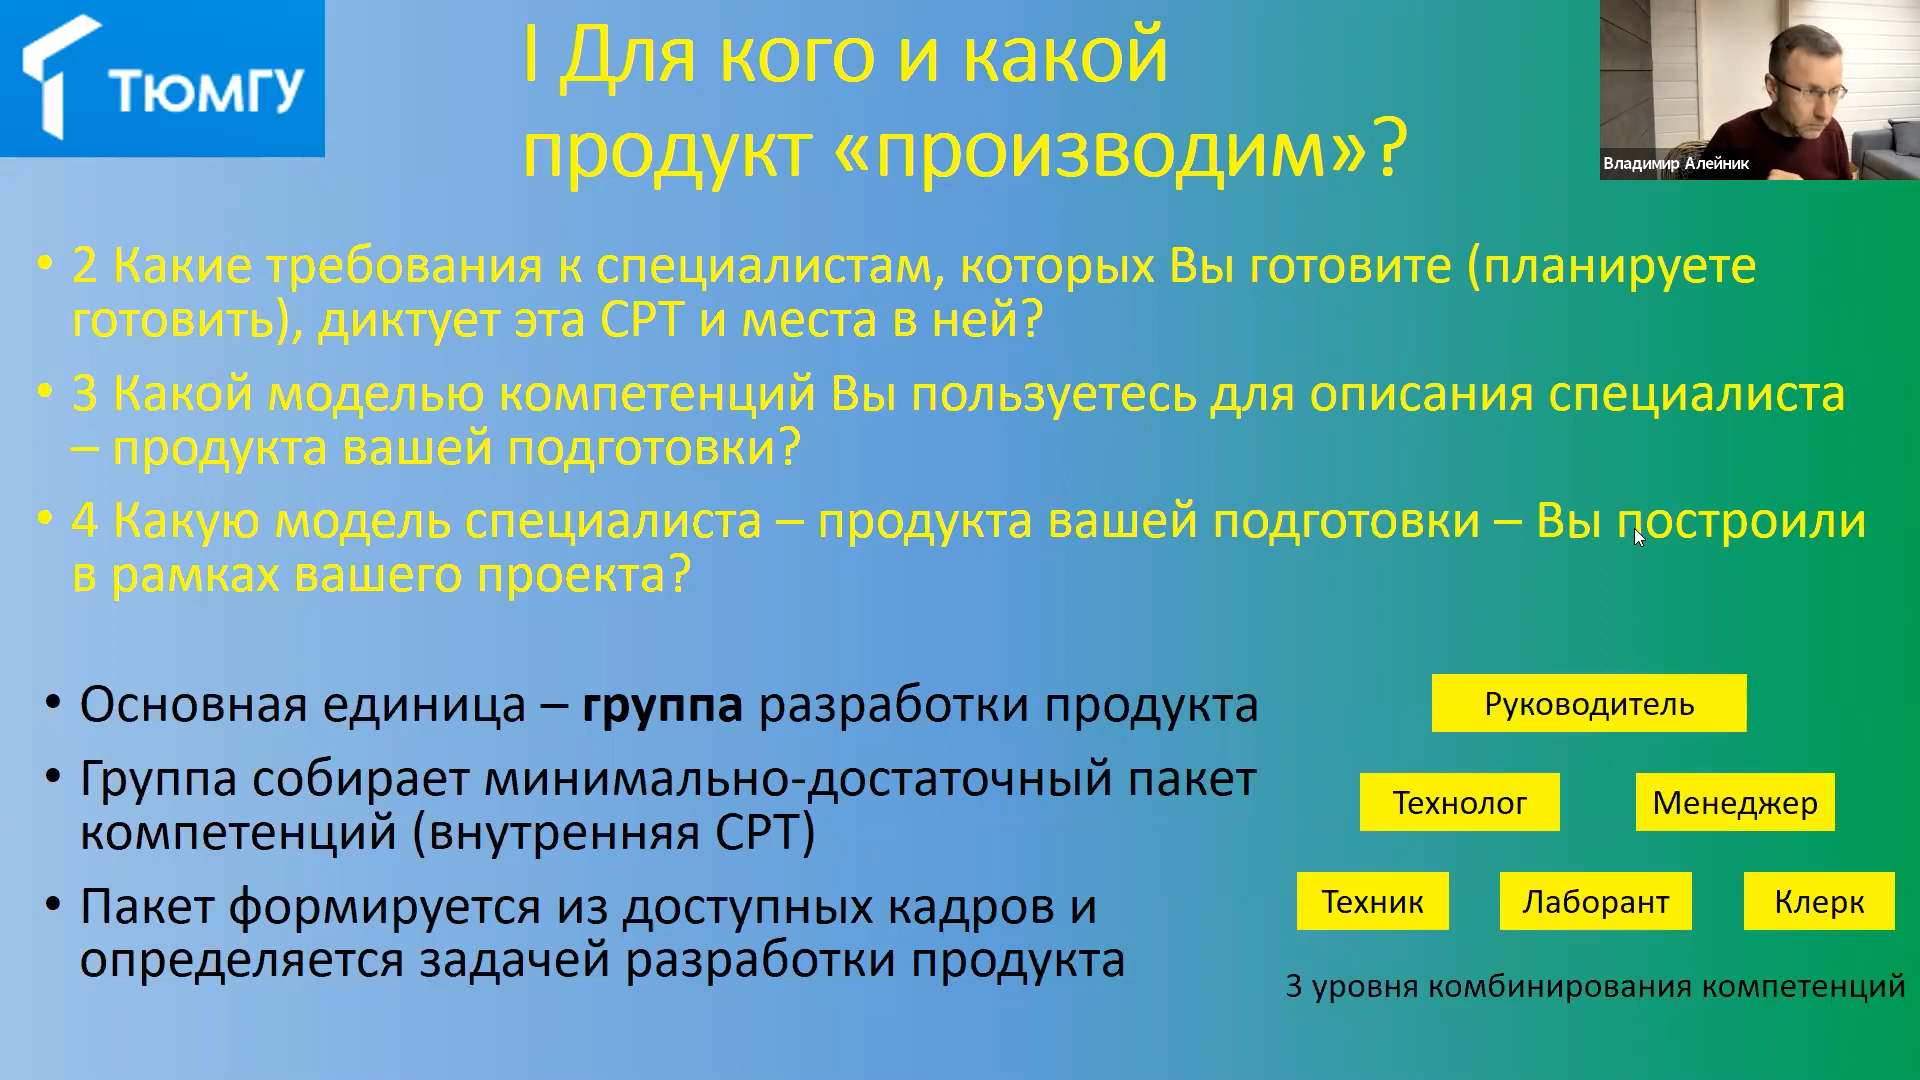 ТЮМГУ
I Для кого и какой
продукт «производим»?
Владимир Алейник
• 2 Какие требования к специалистам, которых Вы готовите (планируете
готовить), диктует эта СРТ и места в ней?
• 3 Какой моделью компетенций Вы пользуетесь для описания специалиста
– продукта вашей подготовки?
• 4 Какую модель специалиста – продукта вашей подготовки – Вы построили
в рамках вашего проекта?
• Основная единица – группа разработки продукта
• Группа собирает минимально-достаточный пакет
компетенций (внутренняя СРТ)
• Пакет формируется из доступных кадров и
определяется задачей разработки продукта
Руководитель
Технолог Менеджер
Техник Лаборант Клерк
3 уровня комбинирования компетенций